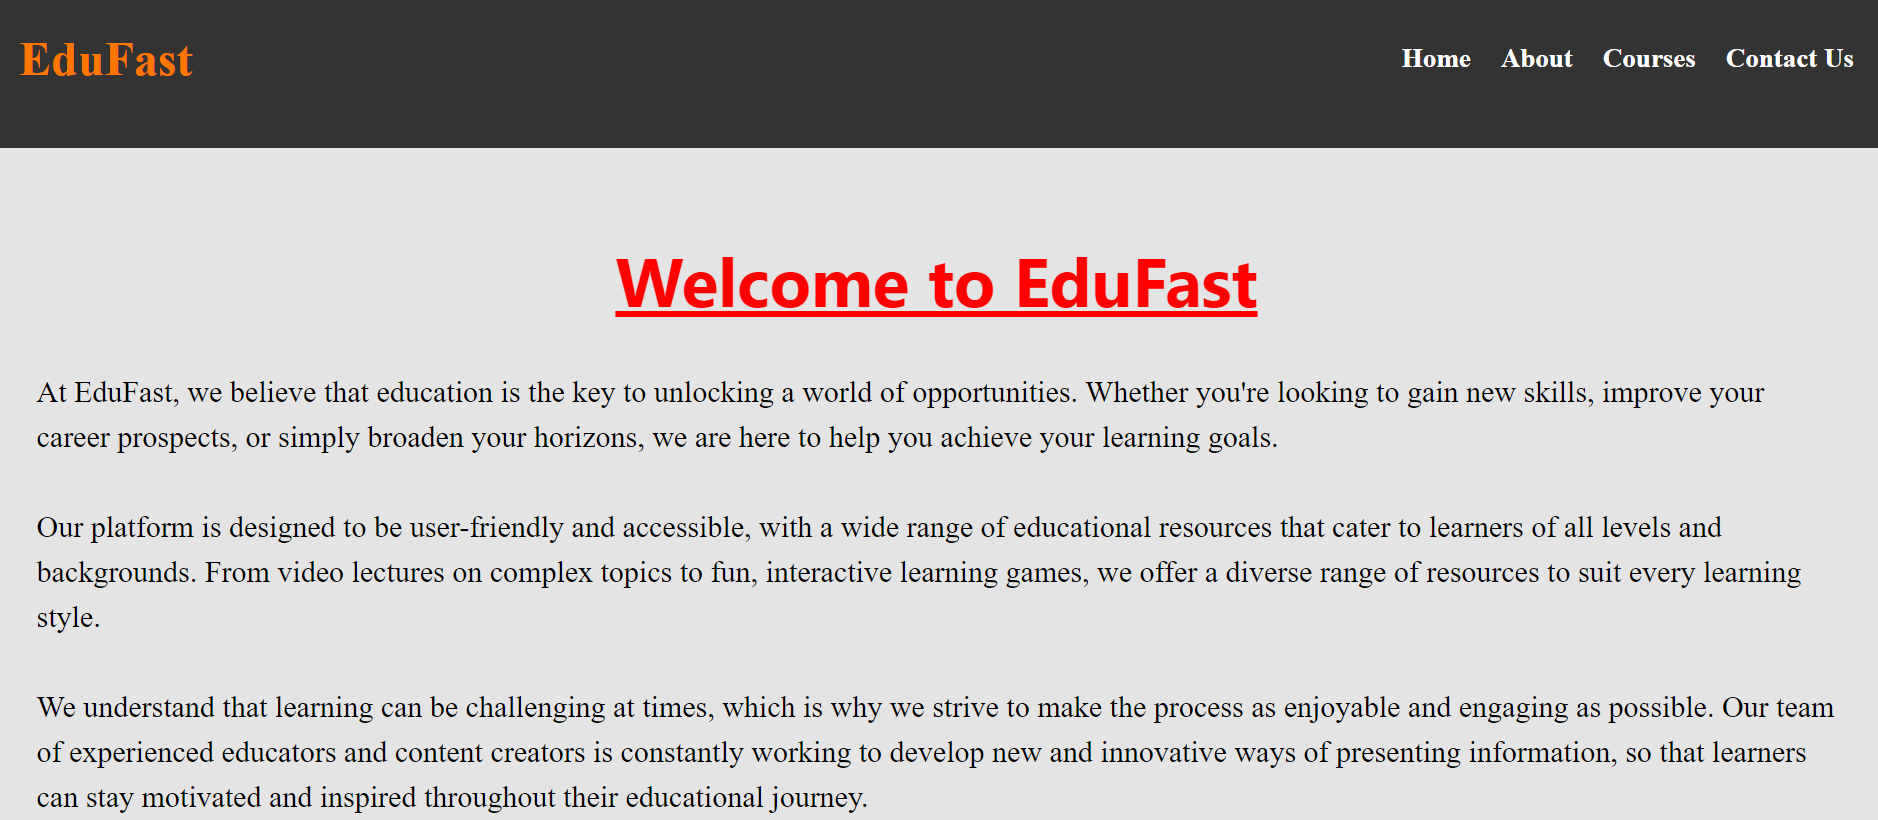 EduFast
Home About Courses Contact Us
Welcome to EduFast
At EduFast, we believe that education is the key to unlocking a world of opportunities. Whether you're looking to gain new skills, improve your
career prospects, or simply broaden your horizons, we are here to help you achieve your learning goals.
Our platform is designed to be user-friendly and accessible, with a wide range of educational resources that cater to learners of all levels and
backgrounds. From video lectures on complex topics to fun, interactive learning games, we offer a diverse range of resources to suit every learning
style.
We understand that learning can be challenging at times, which is why we strive to make the process as enjoyable and engaging as possible. Our team
of experienced educators and content creators is constantly working to develop new and innovative ways of presenting information, so that learners
can stay motivated and inspired throughout their educational journey.